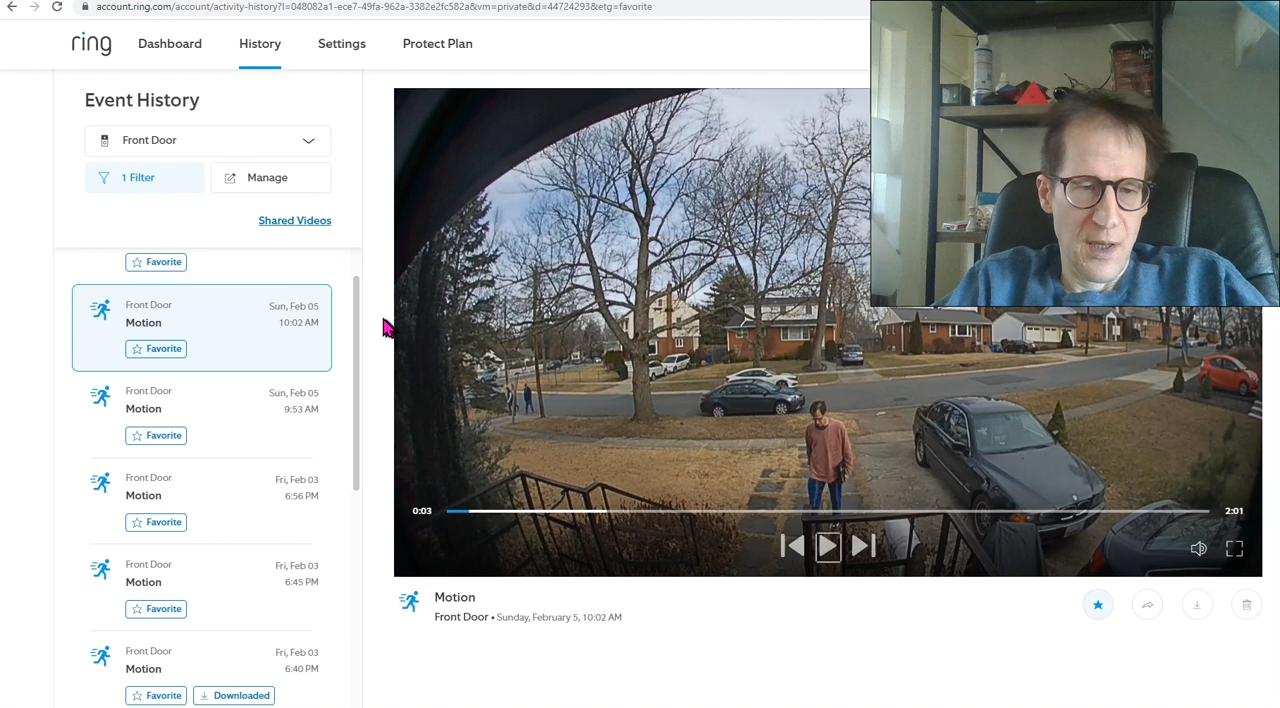 account.ring.com/account/activity-history?l=048082a1-ece7-49fa-962a-3382e2fc582a&vm=private&d=44724293&etg=favorite
ring
Dashboard
History
Settings
Protect Plan
Event History
Front Door
1 Filter
Manage
Shared Videos
Favorite
Front Door
Sun, Feb 05
Motion
10:02 AM
Favorite
Front Door
Sun, Feb 05
Motion
9:53 AM
Favorite
Front Door
Fri, Feb 03
Motion
6:56 PM
Favorite
Front Door
Fri, Feb 03
Motion
6:45 PM
Favorite
Front Door
Fri, Feb 03
Motion
6:40 PM
Favorite
Downloaded
0:03
2:01
Motion
Front Door • Sunday, February 5, 10:02 AM